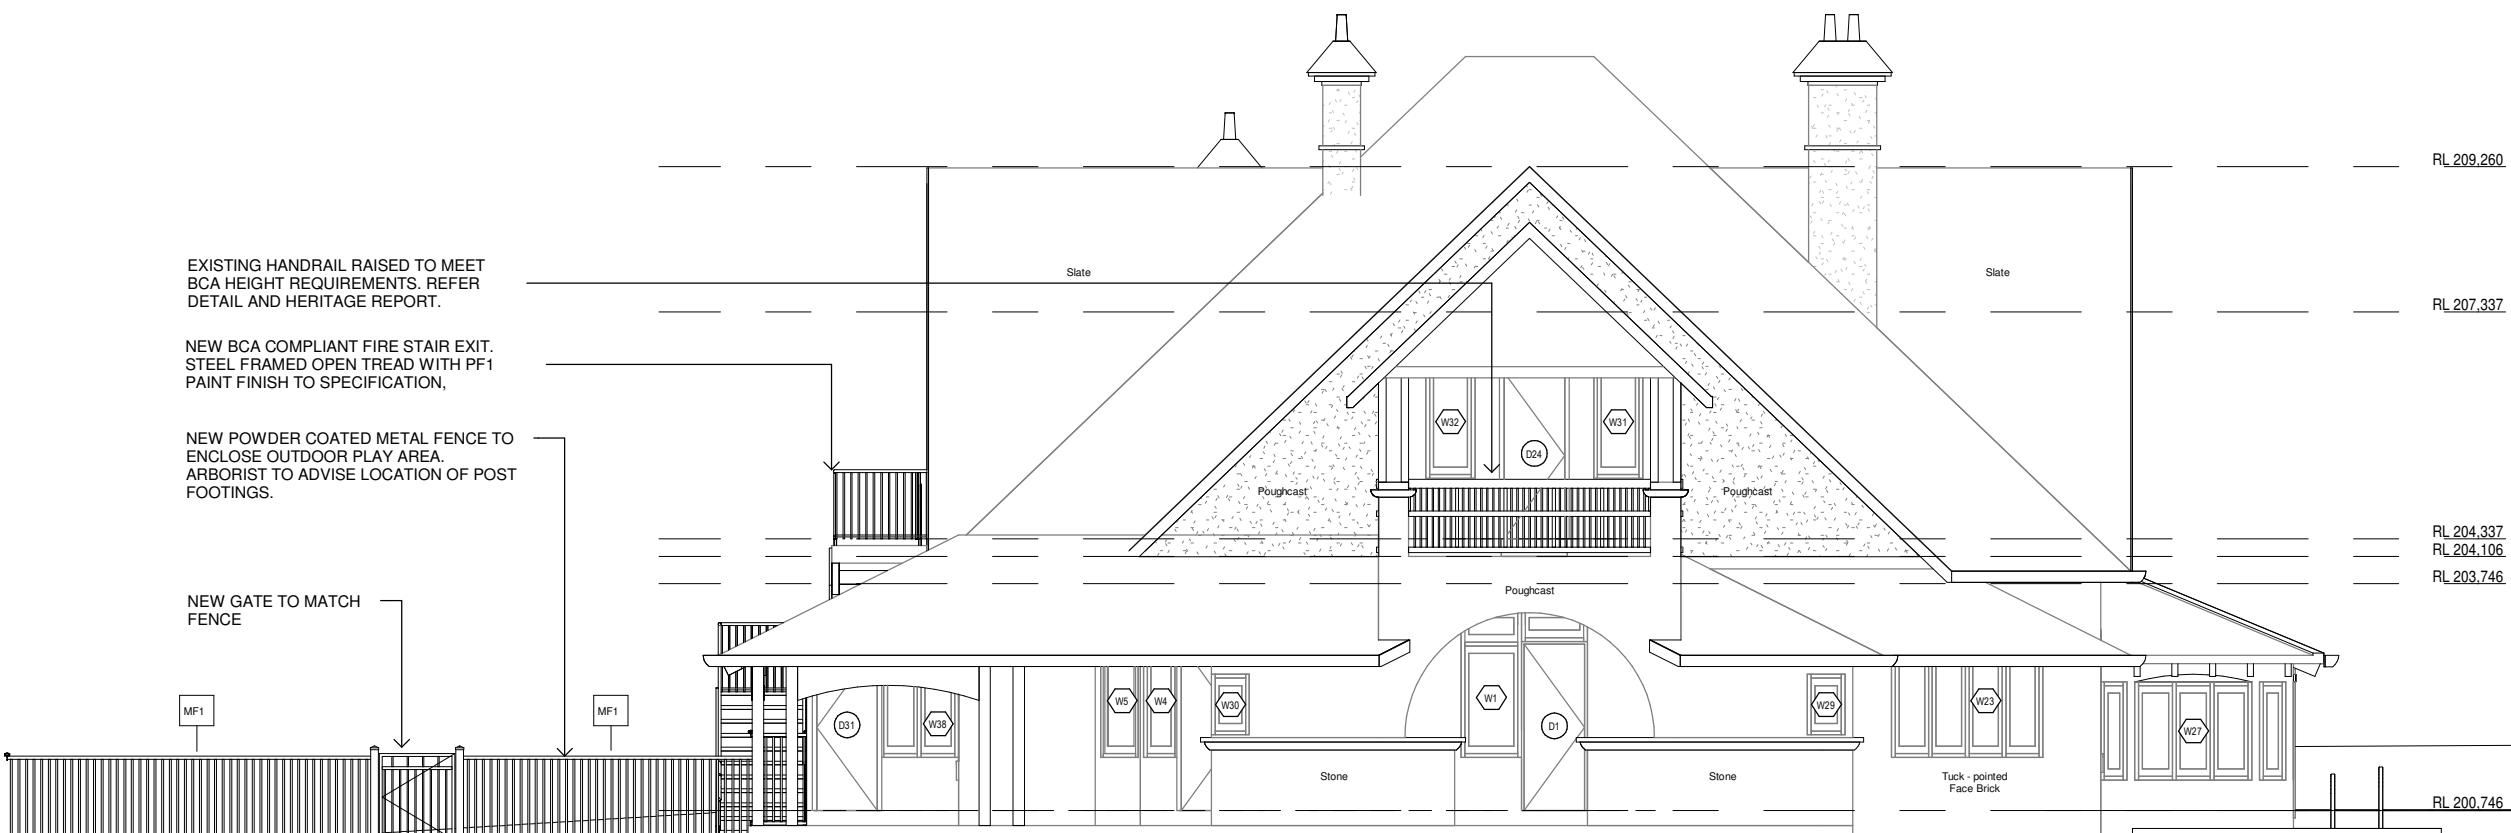 RL 209,260
EXISTING HANDRAIL RAISED TO MEET
BCA HEIGHT REQUIREMENTS. REFER
DETAIL AND HERITAGE REPORT.
Slate
Slate
RL 207,337
NEW BCA COMPLIANT FIRE STAIR EXIT.
STEEL FRAMED OPEN TREAD WITH PF1
PAINT FINISH TO SPECIFICATION,
W32
W31
D24
NEW POWDER COATED METAL FENCE TO
ENCLOSE OUTDOOR PLAY AREA.
ARBORIST TO ADVISE LOCATION OF POST
FOOTINGS.
Poughcast
Poughcast
RL 204,337
RL 204,106
RL 203,746
Poughcast
NEW GATE TO MATCH
FENCE
MF1
MF1
D31
W38
W5
W4
W30
W1
D1
W29
W23
W27
Stone
Stone
Tuck - pointed
Face Brick
RL 200,746